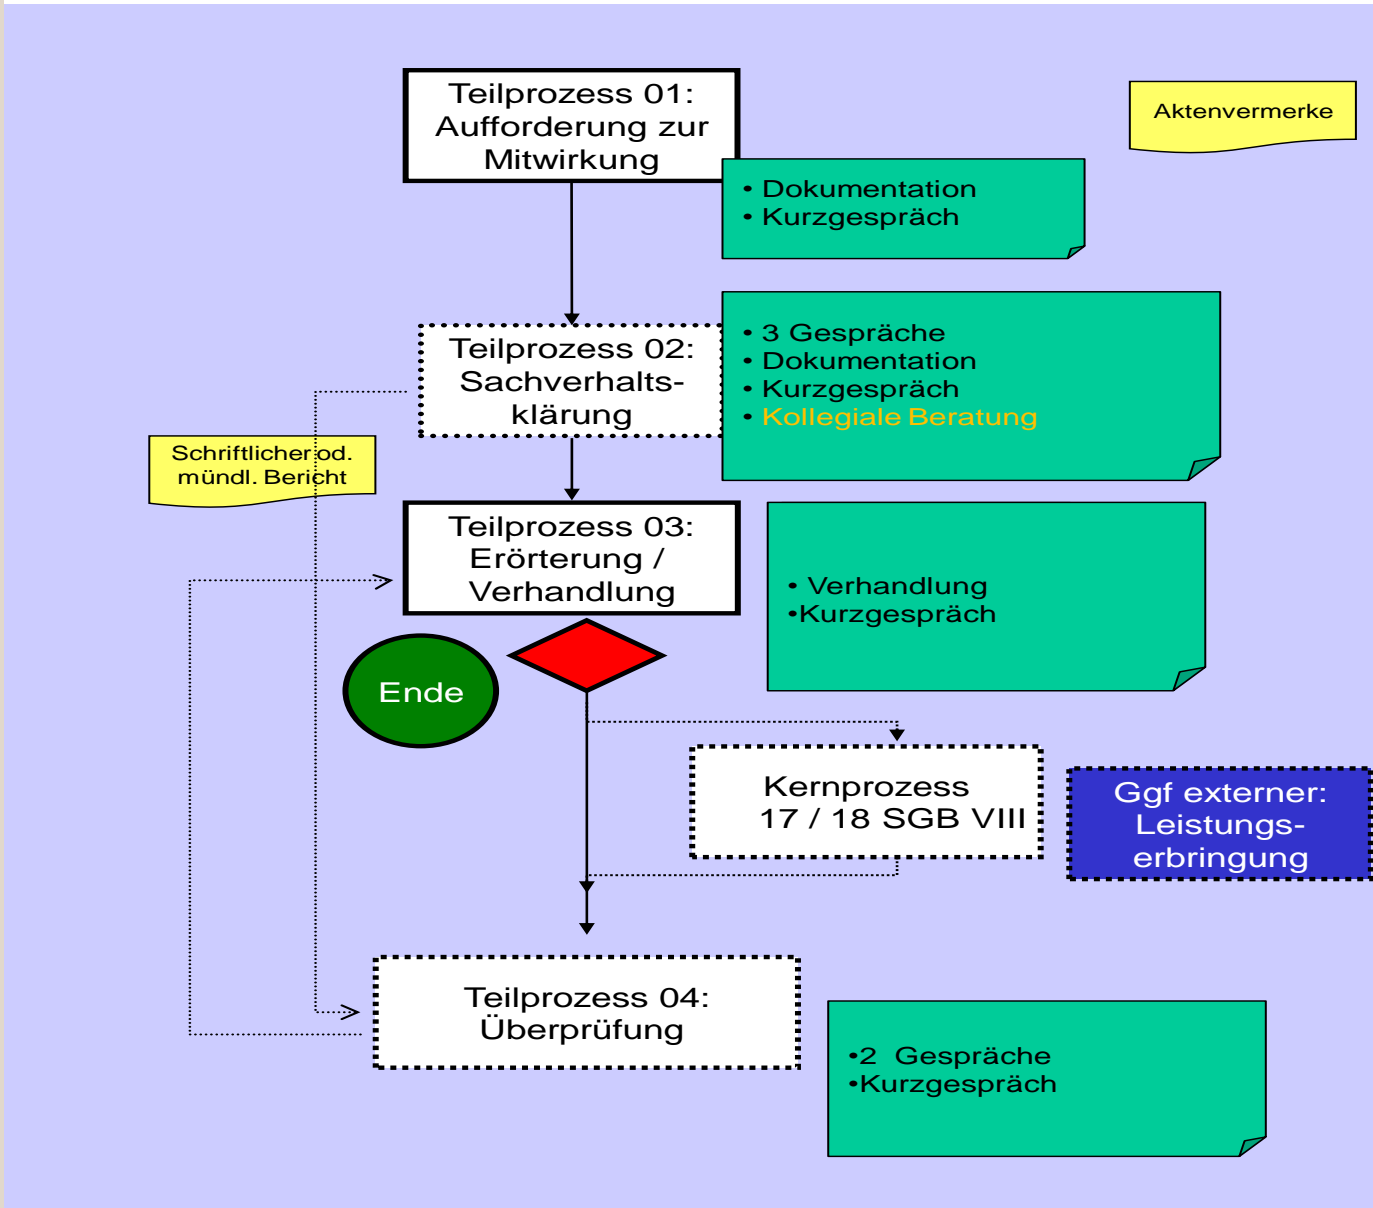 Teilprozess 01:
Aufforderung zur
Mitwirkung
Aktenvermerke
• Dokumentation
• Kurzgespräch
Teilprozess 02:
Sachverhalts-
klärung
• 3 Gespräche
• Dokumentation
• Kurzgespräch
• Kollegiale Beratung
Schriftlicher od.
mündl. Bericht
Teilprozess 03:
Erörterung /
Verhandlung
• Verhandlung
•Kurzgespräch
Ende
Kernprozess
17 / 18 SGB VIII
Ggf externer:
Leistungs-
erbringung
Teilprozess 04:
Überprüfung
•2 Gespräche
•Kurzgespräch